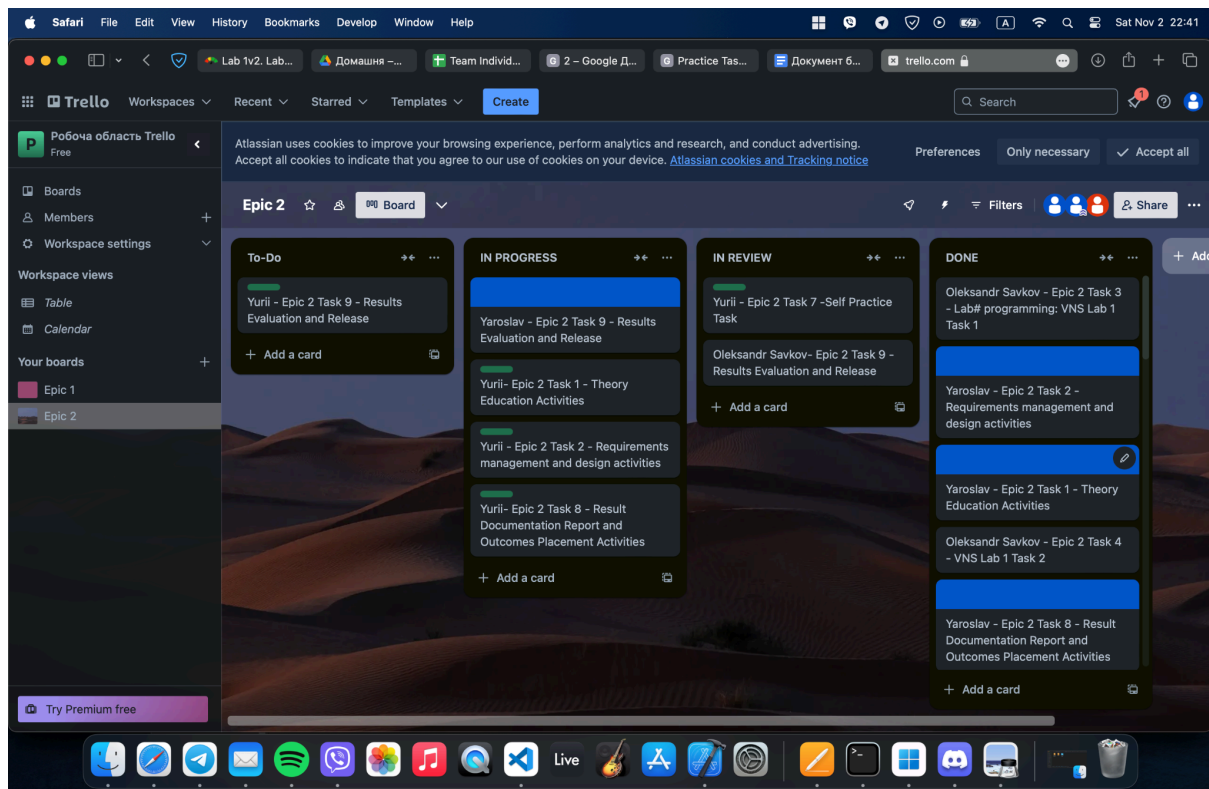 Safari File Edit View History Bookmarks Develop Window Help A Sat Nov 2 22:41
Lab 1v2. Lab... Домашня –... Team Individ... G 2 – Google Д... G Practice Tas... Документ б... trello.com
Trello Workspaces Recent Starred Templates Create Search 1
P Робоча область Trello
Free
Boards
Members
Workspace settings
Workspace views
Table
Calendar
Your boards
Epic 1
Epic 2
Try Premium free
Atlassian uses cookies to improve your browsing experience, perform analytics and research, and conduct advertising.
Accept all cookies to indicate that you agree to our use of cookies on your device. Atlassian cookies and Tracking notice
Preferences Only necessary Accept all
Epic 2 Board Filters Share
To-Do
Yurii - Epic 2 Task 9 - Results
Evaluation and Release
+ Add a card
IN PROGRESS
Yaroslav - Epic 2 Task 9 - Results
Evaluation and Release
Yurii- Epic 2 Task 1 - Theory
Education Activities
Yurii - Epic 2 Task 2 - Requirements
management and design activities
Yurii- Epic 2 Task 8 - Result
Documentation Report and
Outcomes Placement Activities
+ Add a card
IN REVIEW
Yurii - Epic 2 Task 7 -Self Practice
Task
Oleksandr Savkov- Epic 2 Task 9 -
Results Evaluation and Release
+ Add a card
DONE
Oleksandr Savkov - Epic 2 Task 3
- Lab# programming: VNS Lab 1
Task 1
Yaroslav - Epic 2 Task 2 -
Requirements management and
design activities
Yaroslav - Epic 2 Task 1 - Theory
Education Activities
Oleksandr Savkov - Epic 2 Task 4
- VNS Lab 1 Task 2
Yaroslav - Epic 2 Task 8 - Result
Documentation Report and
Outcomes Placement Activities
+ Add a card
+ Add
Live